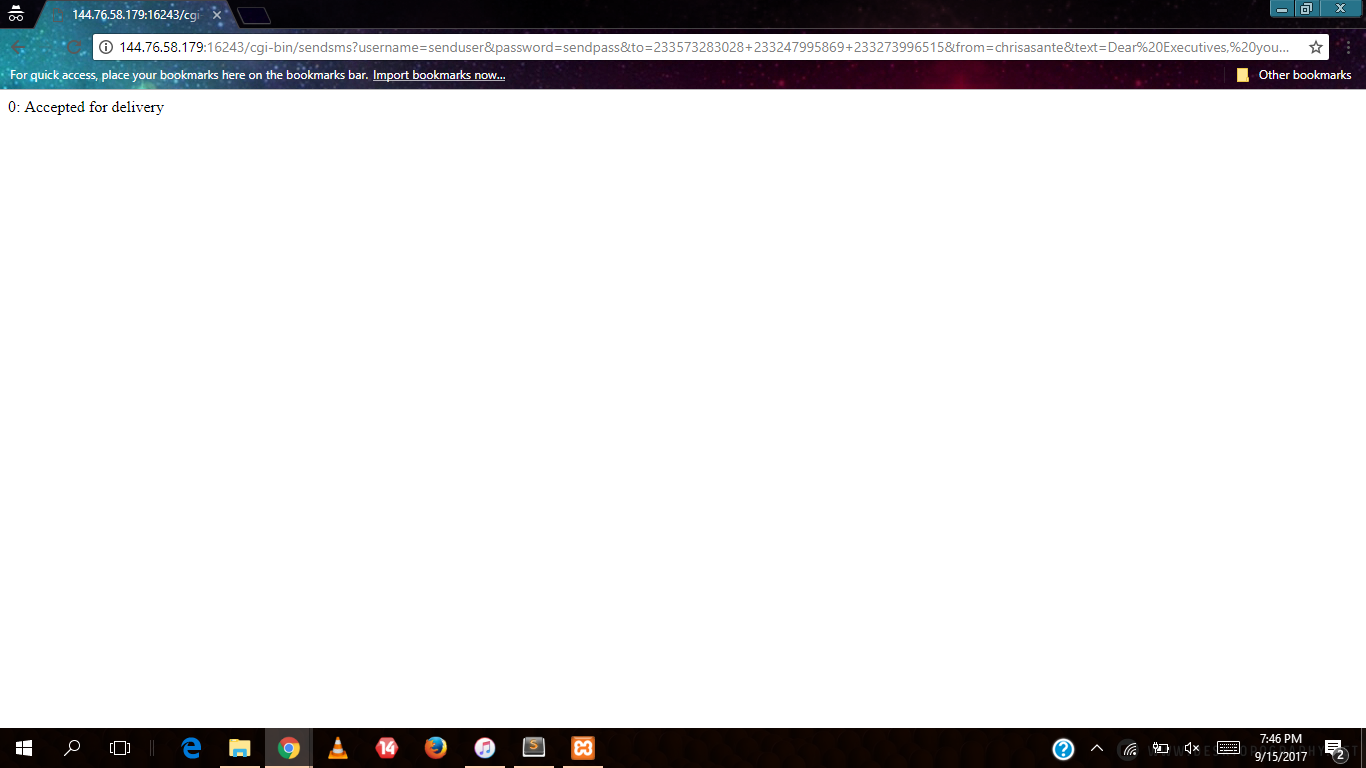 144.76.58.179:16243/cgi-
144.76.58.179:16243/cgi-bin/sendsms?username=senduser&password=sendpass&to=233573283028+233247995869+233273996515&from=chrisasante&text=Dear%20Executives,%20you...
For quick access, place your bookmarks here on the bookmarks bar. Import bookmarks now...
Other bookmarks
0: Accepted for delivery
14
S
?
7:46 PM
9/15/2017
2